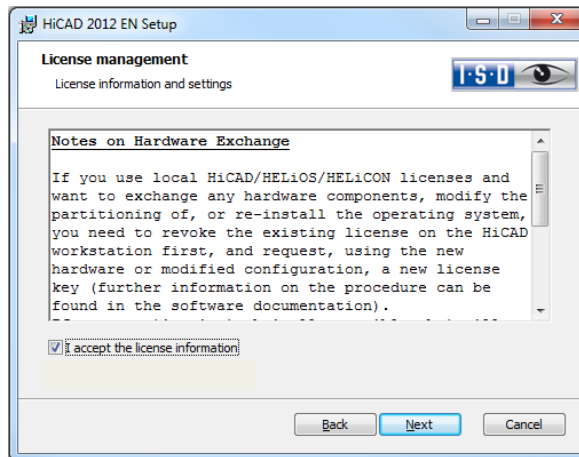 HiCAD 2012 EN Setup
License management
License information and settings
I·S·D
Notes on Hardware Exchange
If you use local HiCAD/HELiOS/HELiCON licenses and
want to exchange any hardware components, modify the
partitioning of, or re-install the operating system,
you need to revoke the existing license on the HiCAD
workstation first, and request, using the new
hardware or modified configuration, a new license
key (further information on the procedure can be
found in the software documentation).
I accept the license information
Back
Next
Cancel